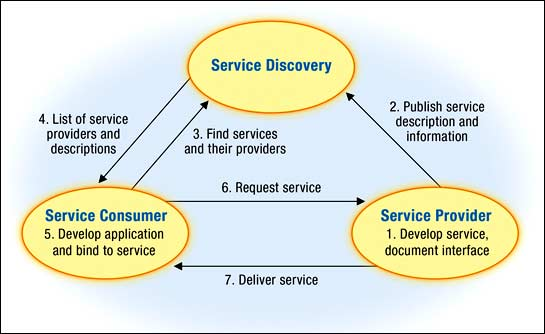 Service Discovery
4. List of service
providers and
descriptions
3. Find services
and their providers
2. Publish service
description and
information
6. Request service
Service Consumer
5. Develop application
and bind to service
Service Provider
1. Develop service,
document interface
7. Deliver service